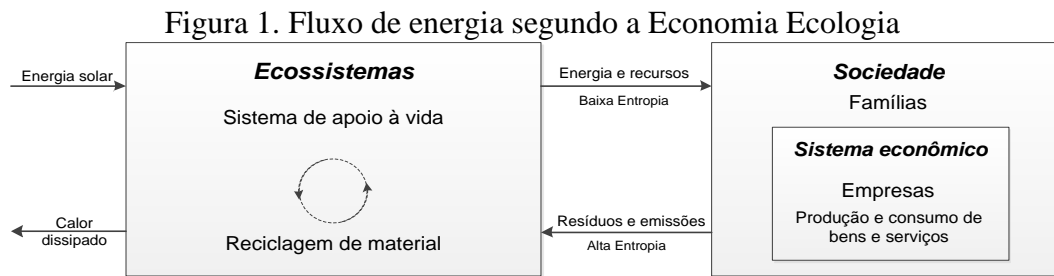 Figura 1. Fluxo de energia segundo a Economia Ecologia
Energia solar
Calor
dissipado
Ecossistemas
Sistema de apoio à vida
Reciclagem de material
Energia e recursos
Baixa Entropia
Resíduos e emissões
Alta Entropia
Sociedade
Famílias
Sistema econômico
Empresas
Produção e consumo de
bens e serviços